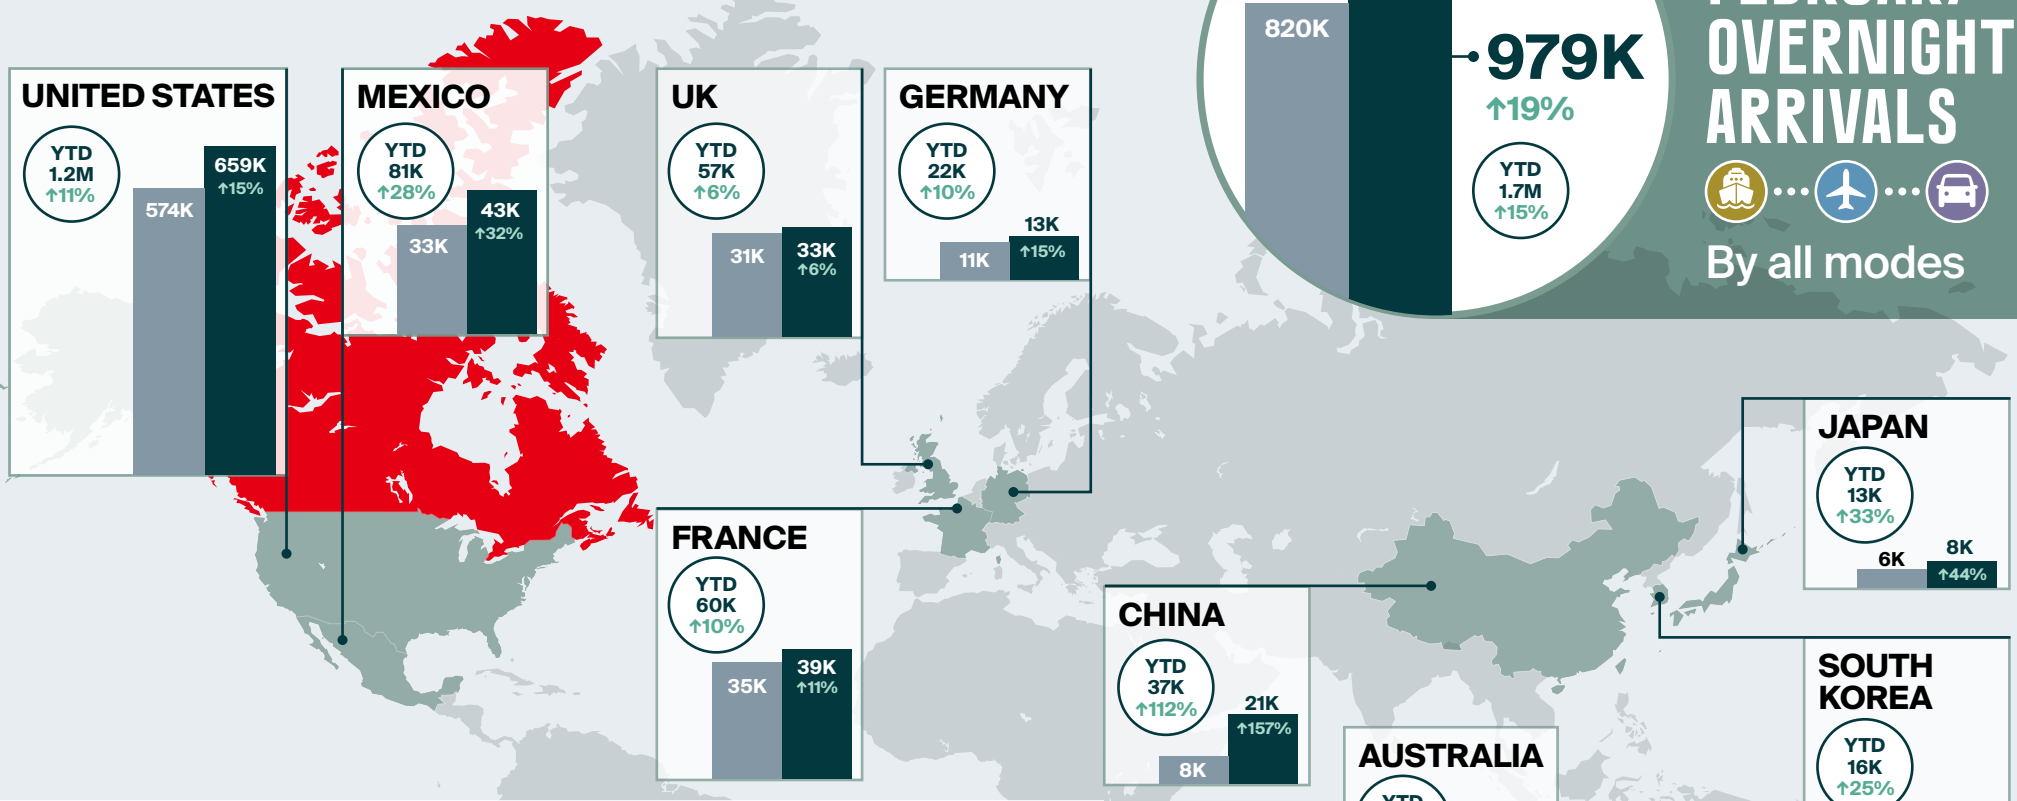 820K
979K
↑19%
YTD
1.7M
↑15%
OVERNIGHT
ARRIVALS
By all modes
UNITED STATES
YTD
1.2M
↑11%
574K
659K
↑15%
MEXICO
YTD
81K
↑28%
33K
43K
↑32%
UK
YTD
57K
↑6%
31K
33K
↑6%
GERMANY
YTD
22K
↑10%
11K
13K
↑15%
FRANCE
YTD
60K
↑10%
35K
39K
↑11%
CHINA
YTD
37K
↑112%
8K
21K
↑157%
JAPAN
YTD
13K
↑33%
6K
8K
↑44%
SOUTH
KOREA
YTD
16K
↑25%
AUSTRALIA
YTD